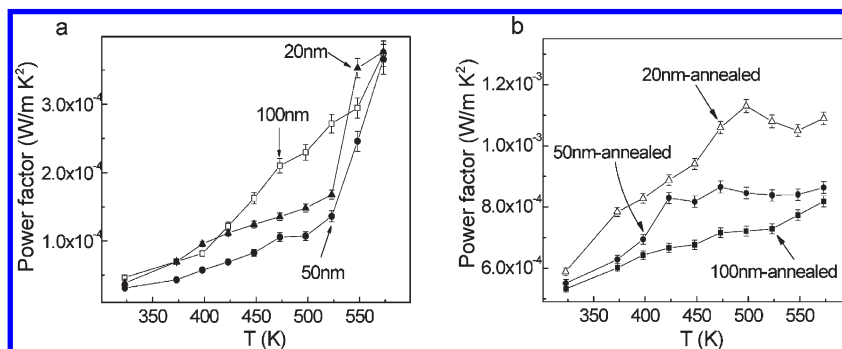 a
Power factor (W/m K²)
3.0x10⁻⁴
2.0x10⁻⁴
1.0x10⁻⁴
20nm
100nm
50nm
350 400 450 500 550
T (K)
b
Power factor (W/m K²)
1.2x10⁻³
1.0x10⁻³
8.0x10⁻⁴
6.0x10⁻⁴
20nm-annealed
50nm-annealed
100nm-annealed
350 400 450 500 550
T (K)